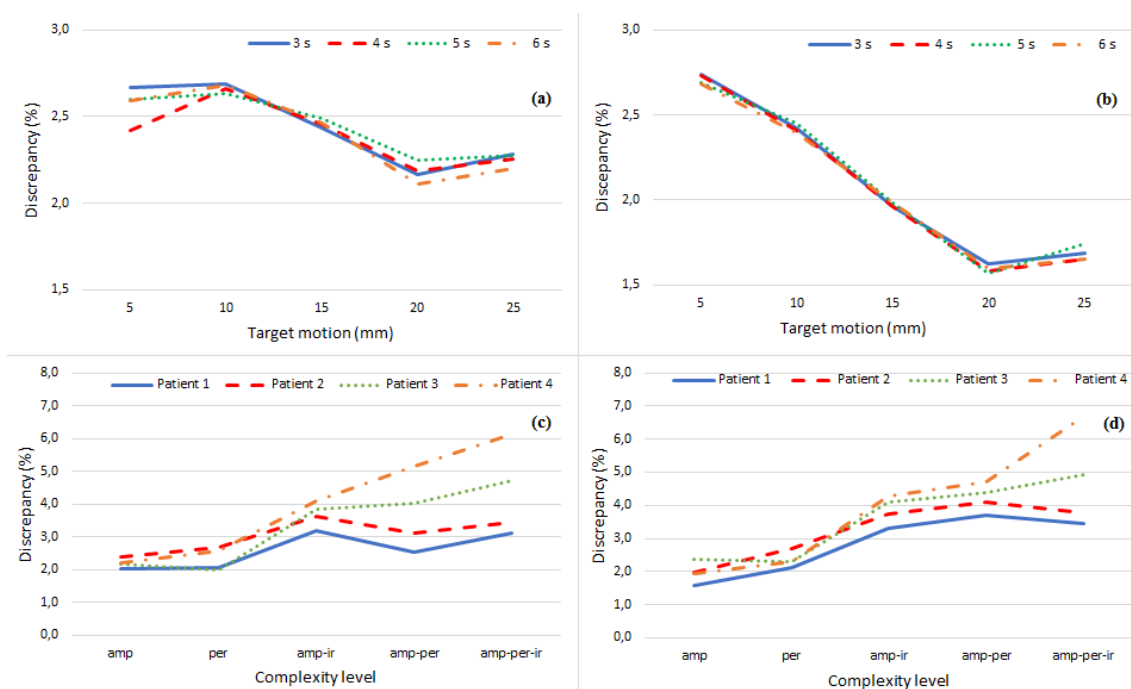 3,0
3 s 4 s 5 s 6 s
(a)
2,5
2,0
1,5
Discrepancy (%)
5 10 15 20 25
Target motion (mm)
3,0
3 s 4 s 5 s 6 s
(b)
2,5
2,0
1,5
Discepancy (%)
5 10 15 20 25
Target motion (mm)
8,0
Patient 1 Patient 2 Patient 3 Patient 4
7,0
(c)
6,0
5,0
4,0
3,0
2,0
1,0
0,0
Discrepancy (%)
amp per amp-ir amp-per amp-per-ir
Complexity level
8,0
Patient 1 Patient 2 Patient 3 Patient 4
7,0
(d)
6,0
5,0
4,0
3,0
2,0
1,0
0,0
Discrepancy (%)
amp per amp-ir amp-per amp-per-ir
Complexity level